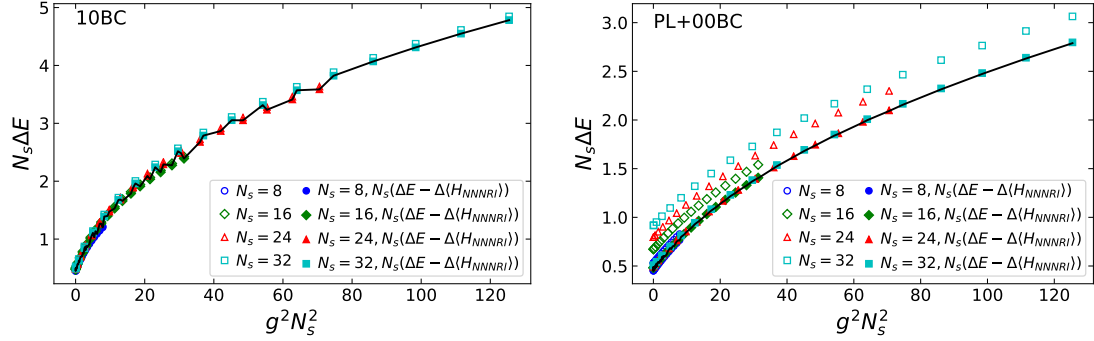 10BC
N_sΔE
5
4
3
2
1
N_s = 8
N_s = 8, N_s(ΔE − Δ⟨H_NNNRI⟩)
N_s = 16
N_s = 16, N_s(ΔE − Δ⟨H_NNNRI⟩)
N_s = 24
N_s = 24, N_s(ΔE − Δ⟨H_NNNRI⟩)
N_s = 32
N_s = 32, N_s(ΔE − Δ⟨H_NNNRI⟩)
0 20 40 60 80 100 120
g²N_s²
PL+00BC
N_sΔE
3.0
2.5
2.0
1.5
1.0
0.5
N_s = 8
N_s = 8, N_s(ΔE − Δ⟨H_NNNRI⟩)
N_s = 16
N_s = 16, N_s(ΔE − Δ⟨H_NNNRI⟩)
N_s = 24
N_s = 24, N_s(ΔE − Δ⟨H_NNNRI⟩)
N_s = 32
N_s = 32, N_s(ΔE − Δ⟨H_NNNRI⟩)
0 20 40 60 80 100 120
g²N_s²